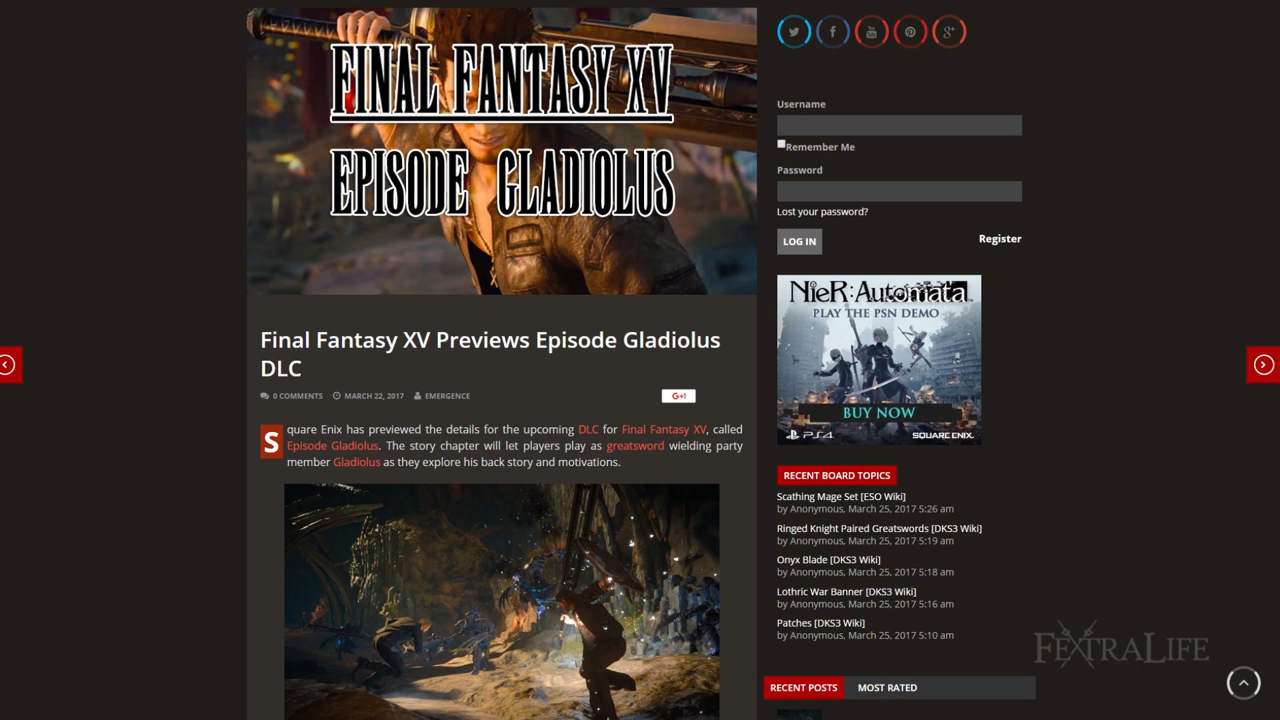 FINAL FANTASY XV
EPISODE GLADIOLUS
Final Fantasy XV Previews Episode Gladiolus
DLC
0 COMMENTS MARCH 22, 2017 EMERGENCE
G+1
Square Enix has previewed the details for the upcoming DLC for Final Fantasy XV, called
Episode Gladiolus. The story chapter will let players play as greatsword wielding party
member Gladiolus as they explore his back story and motivations.
Username
Remember Me
Password
Lost your password?
LOG IN
Register
NieR:Automata
PLAY THE PSN DEMO
BUY NOW
PS4
SQUARE ENIX.
RECENT BOARD TOPICS
Scathing Mage Set [ESO Wiki]
by Anonymous, March 25, 2017 5:26 am
Ringed Knight Paired Greatswords [DKS3 Wiki]
by Anonymous, March 25, 2017 5:19 am
Onyx Blade [DKS3 Wiki]
by Anonymous, March 25, 2017 5:18 am
Lothric War Banner [DKS3 Wiki]
by Anonymous, March 25, 2017 5:16 am
Patches [DKS3 Wiki]
by Anonymous, March 25, 2017 5:10 am
FEXTRALIFE
RECENT POSTS
MOST RATED